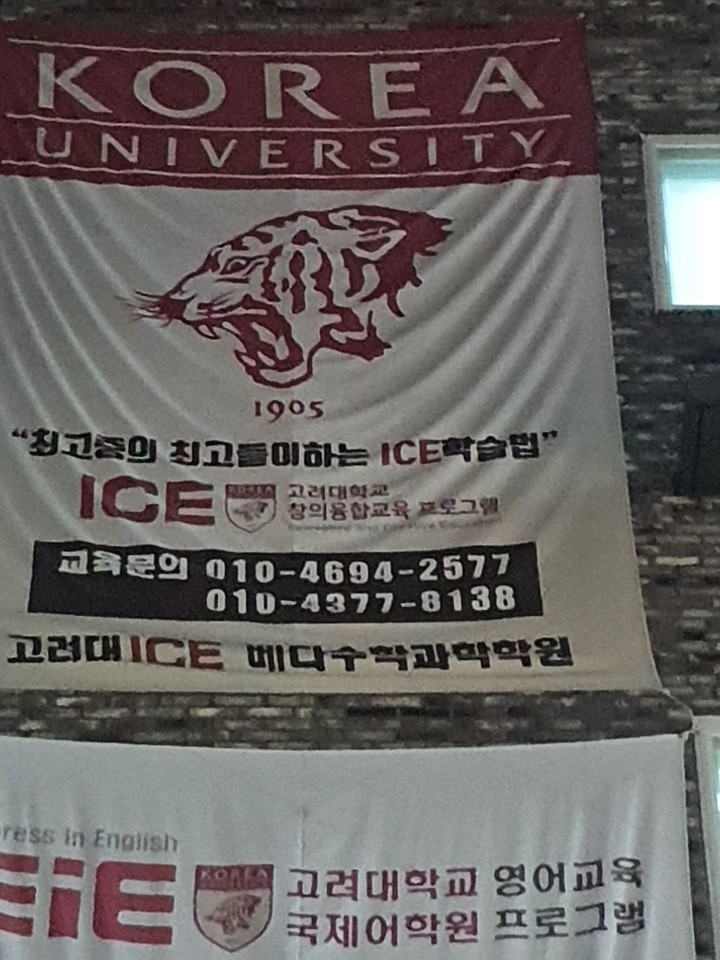 KOREA
UNIVERSITY
1905
“최고중의 최고들이하는 ICE학습법”
ICE
KOREA
고려대학교
창의융합교육 프로그램
교육문의 010-4694-2577
010-4377-8138
고려대ICE 베다수학과학학원
in English
EiE
KOREA
고려대학교 영어교육
국제어학원 프로그램